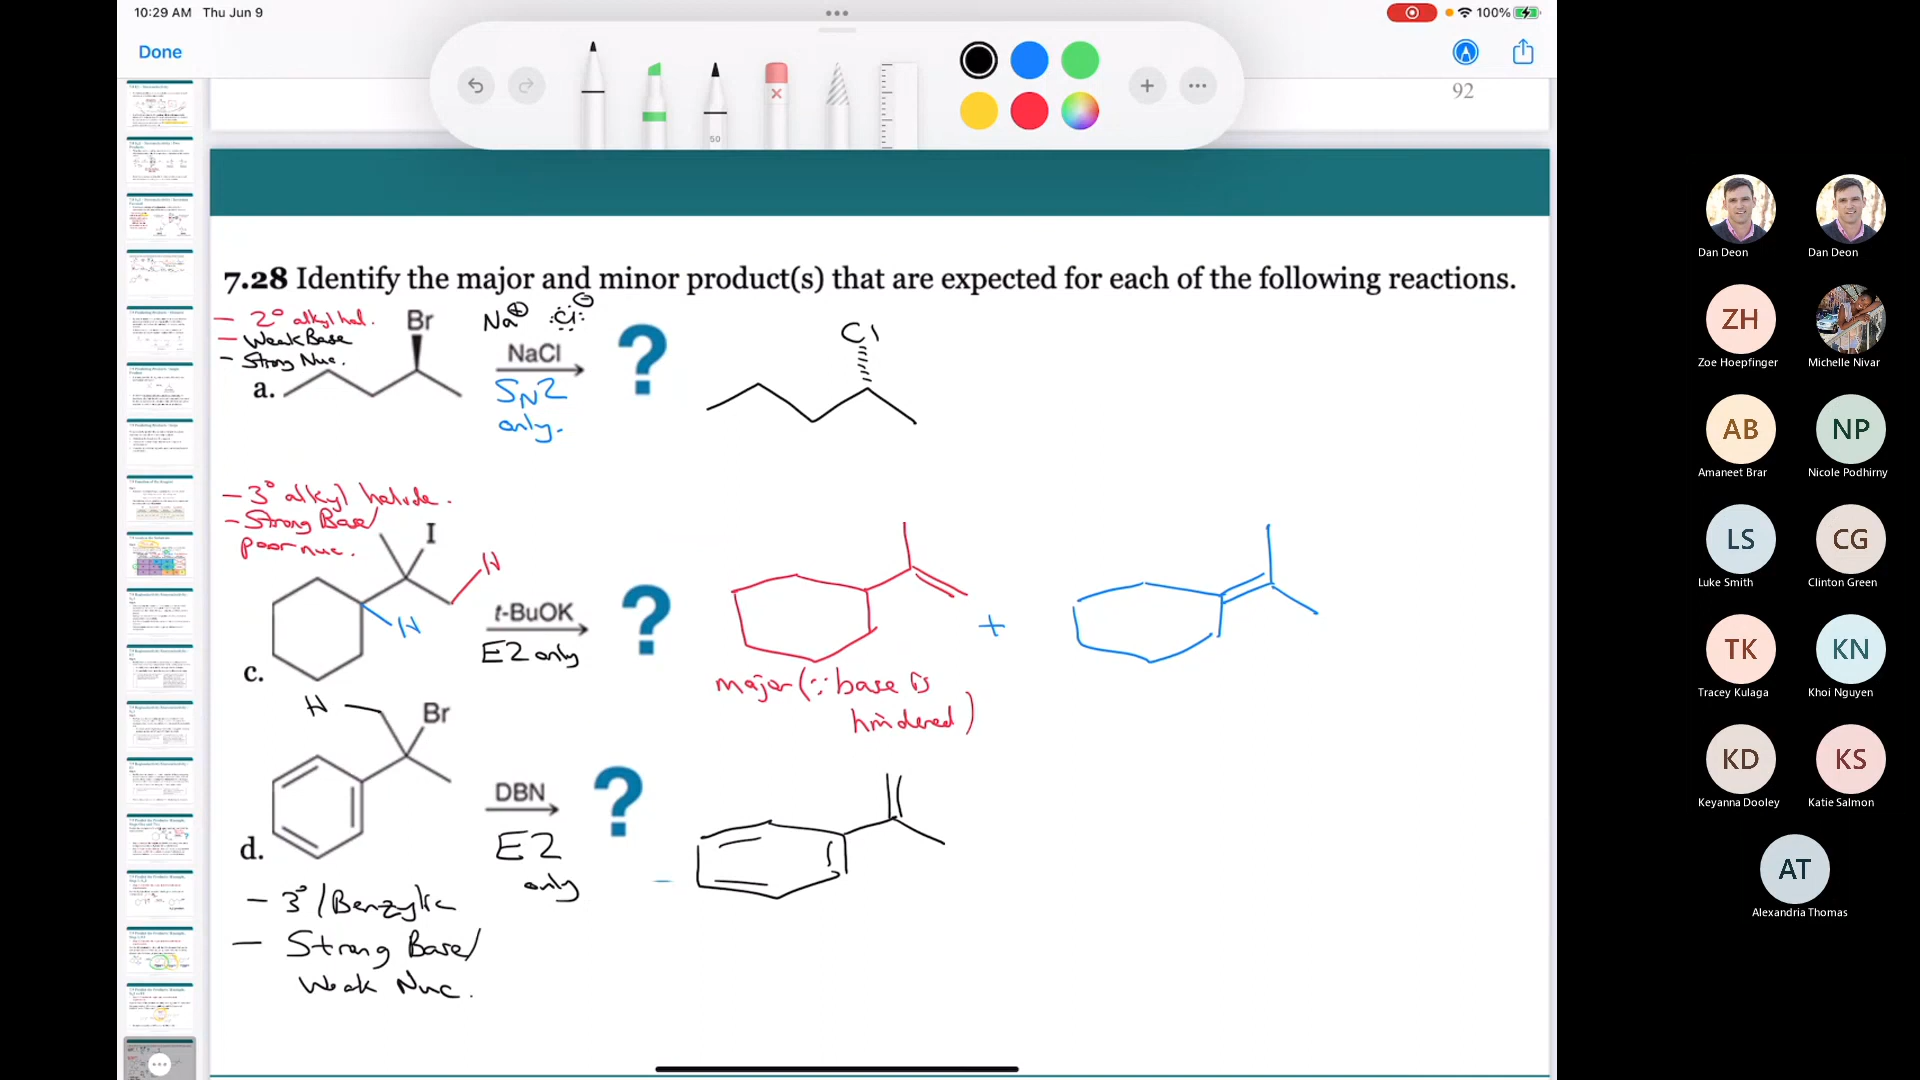 10:29 AM Thu Jun 9
100%
Done
50
92
7.28 Identify the major and minor product(s) that are expected for each of the following reactions.
- 2° alkyl hal.
- Weak Base
- Strong Nuc.
a.
Br
Na⊕ :Cl:⊖
NaCl
SN2
only.
?
Cl
- 3° alkyl halide.
- Strong Base/
poor nuc.
c.
I
H
H
t-BuOK
E2 only
?
+
major (∵ base is
hindered)
d.
H
Br
DBN
E2
only
?
- 3°/Benzylic
- Strong Base/
Weak Nuc.
Dan Deon
Dan Deon
ZH
Zoe Hoepfinger
Michelle Nivar
AB
Amaneet Brar
NP
Nicole Podhirny
LS
Luke Smith
CG
Clinton Green
TK
Tracey Kulaga
KN
Khoi Nguyen
KD
Keyanna Dooley
KS
Katie Salmon
AT
Alexandria Thomas